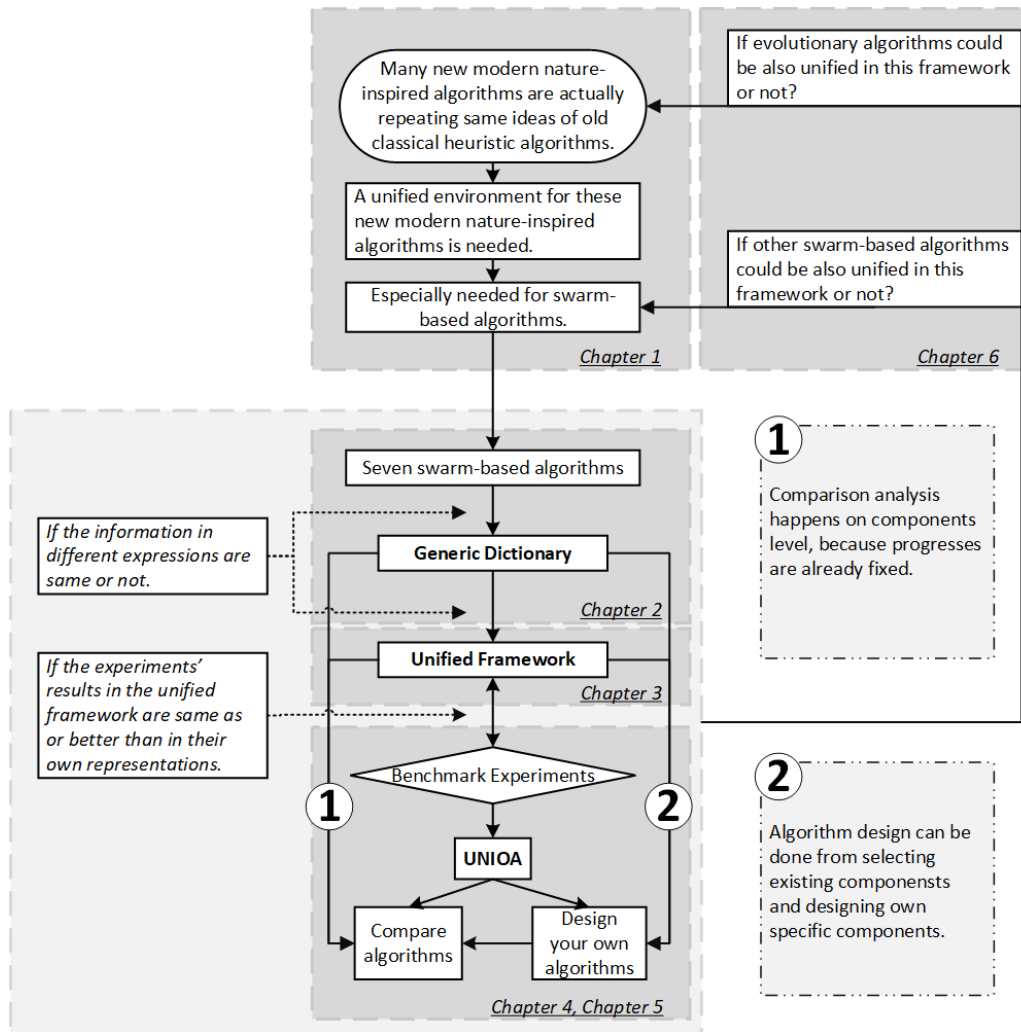 Many new modern nature-
inspired algorithms are actually
repeating same ideas of old
classical heuristic algorithms.
A unified environment for these
new modern nature-inspired
algorithms is needed.
Especially needed for swarm-
based algorithms.
Chapter 1
If evolutionary algorithms could
be also unified in this framework
or not?
If other swarm-based algorithms
could be also unified in this
framework or not?
Chapter 6
Seven swarm-based algorithms
If the information in
different expressions are
same or not.
Generic Dictionary
Chapter 2
Unified Framework
Chapter 3
If the experiments’
results in the unified
framework are same as
or better than in their
own representations.
Benchmark Experiments
1
2
UNIOA
Compare
algorithms
Design
your own
algorithms
Chapter 4, Chapter 5
1
Comparison analysis
happens on components
level, because progresses
are already fixed.
2
Algorithm design can be
done from selecting
existing componensts
and designing own
specific components.